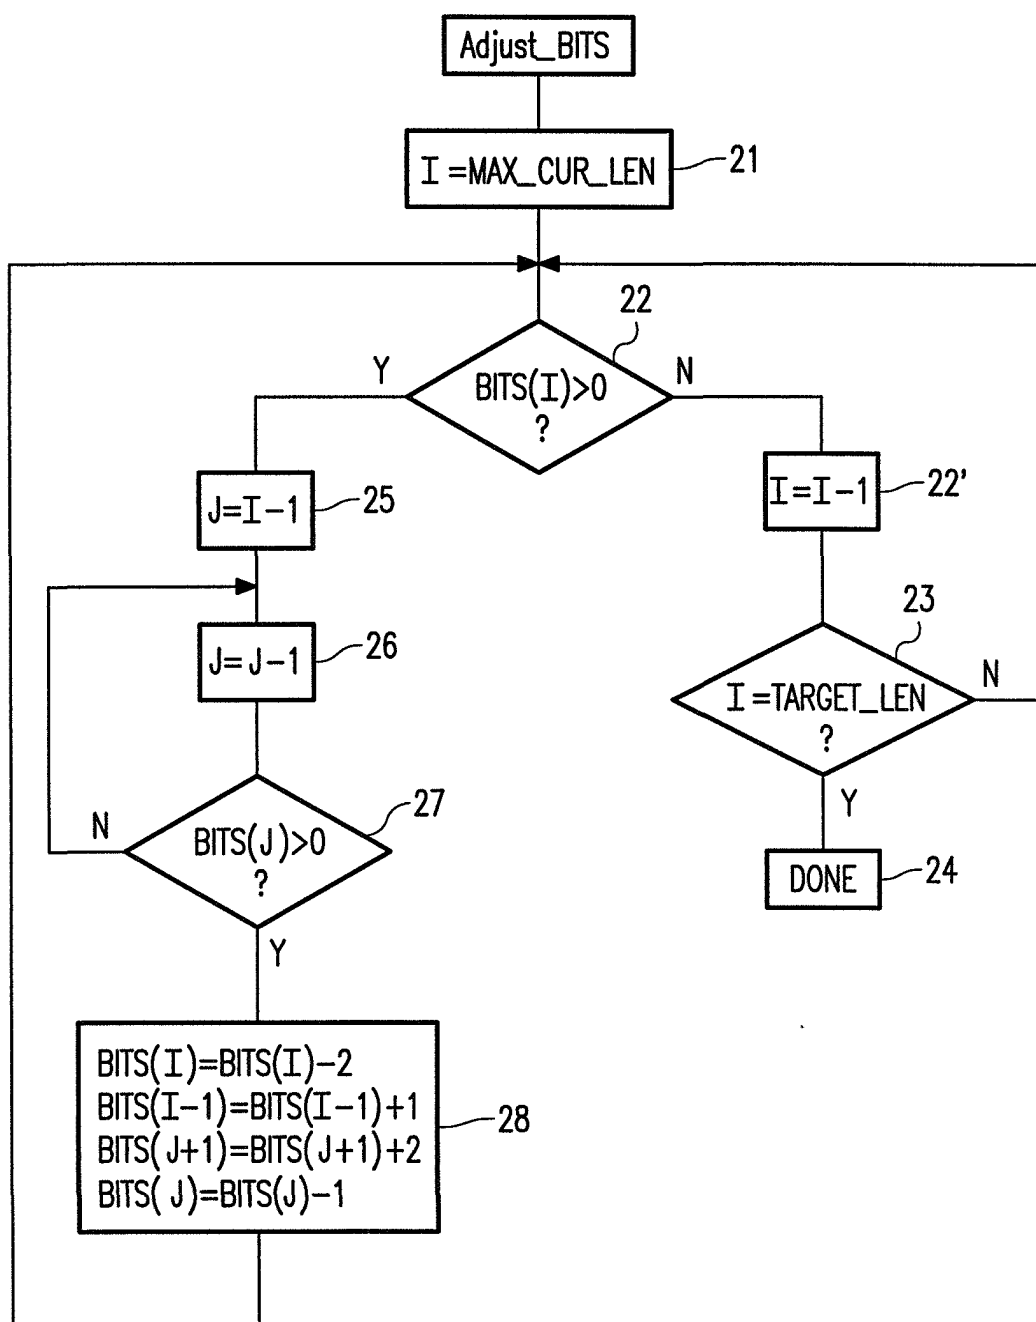 Adjust_BITS
I=MAX_CUR_LEN
21
22
Y
N
BITS(I)>0
?
J=I-1
25
I=I-1
22'
J=J-1
26
23
I=TARGET_LEN
?
N
Y
27
N
BITS(J)>0
?
Y
DONE
24
BITS(I)=BITS(I)-2
BITS(I-1)=BITS(I-1)+1
BITS(J+1)=BITS(J+1)+2
BITS(J)=BITS(J)-1
28